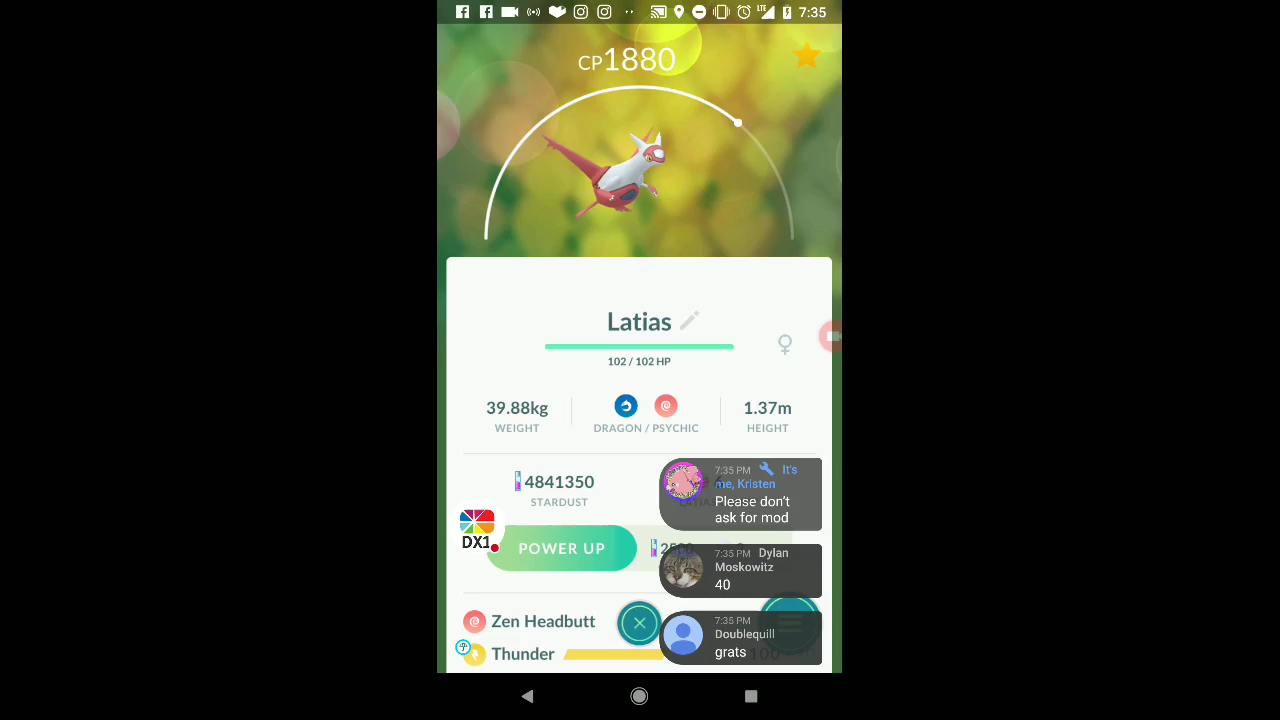 LTE 7:35
CP1880
Latias
102 / 102 HP
39.88kg
WEIGHT
DRAGON / PSYCHIC
1.37m
HEIGHT
4841350
STARDUST
POWER UP
Zen Headbutt
Thunder
100
DX1
7:35 PM It's
me, Kristen
Please don't
ask for mod
7:35 PM Dylan
Moskowitz
40
7:35 PM
Doublequill
grats